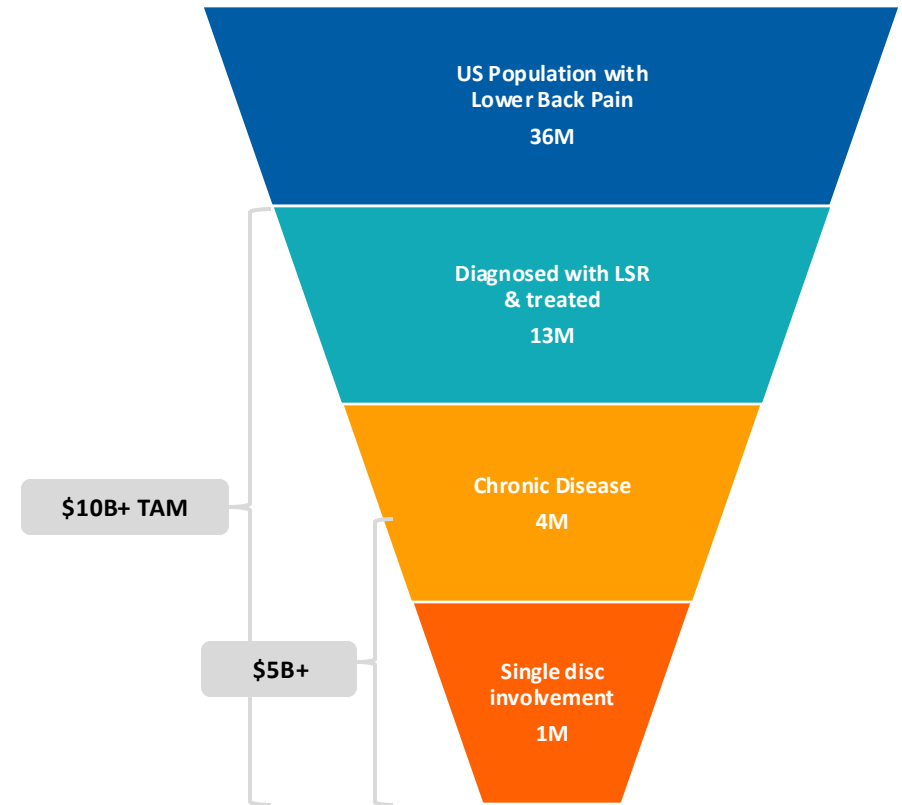 US Population with
Lower Back Pain
36M
Diagnosed with LSR
& treated
13M
Chronic Disease
4M
$10B+ TAM
$5B+
Single disc
involvement
1M